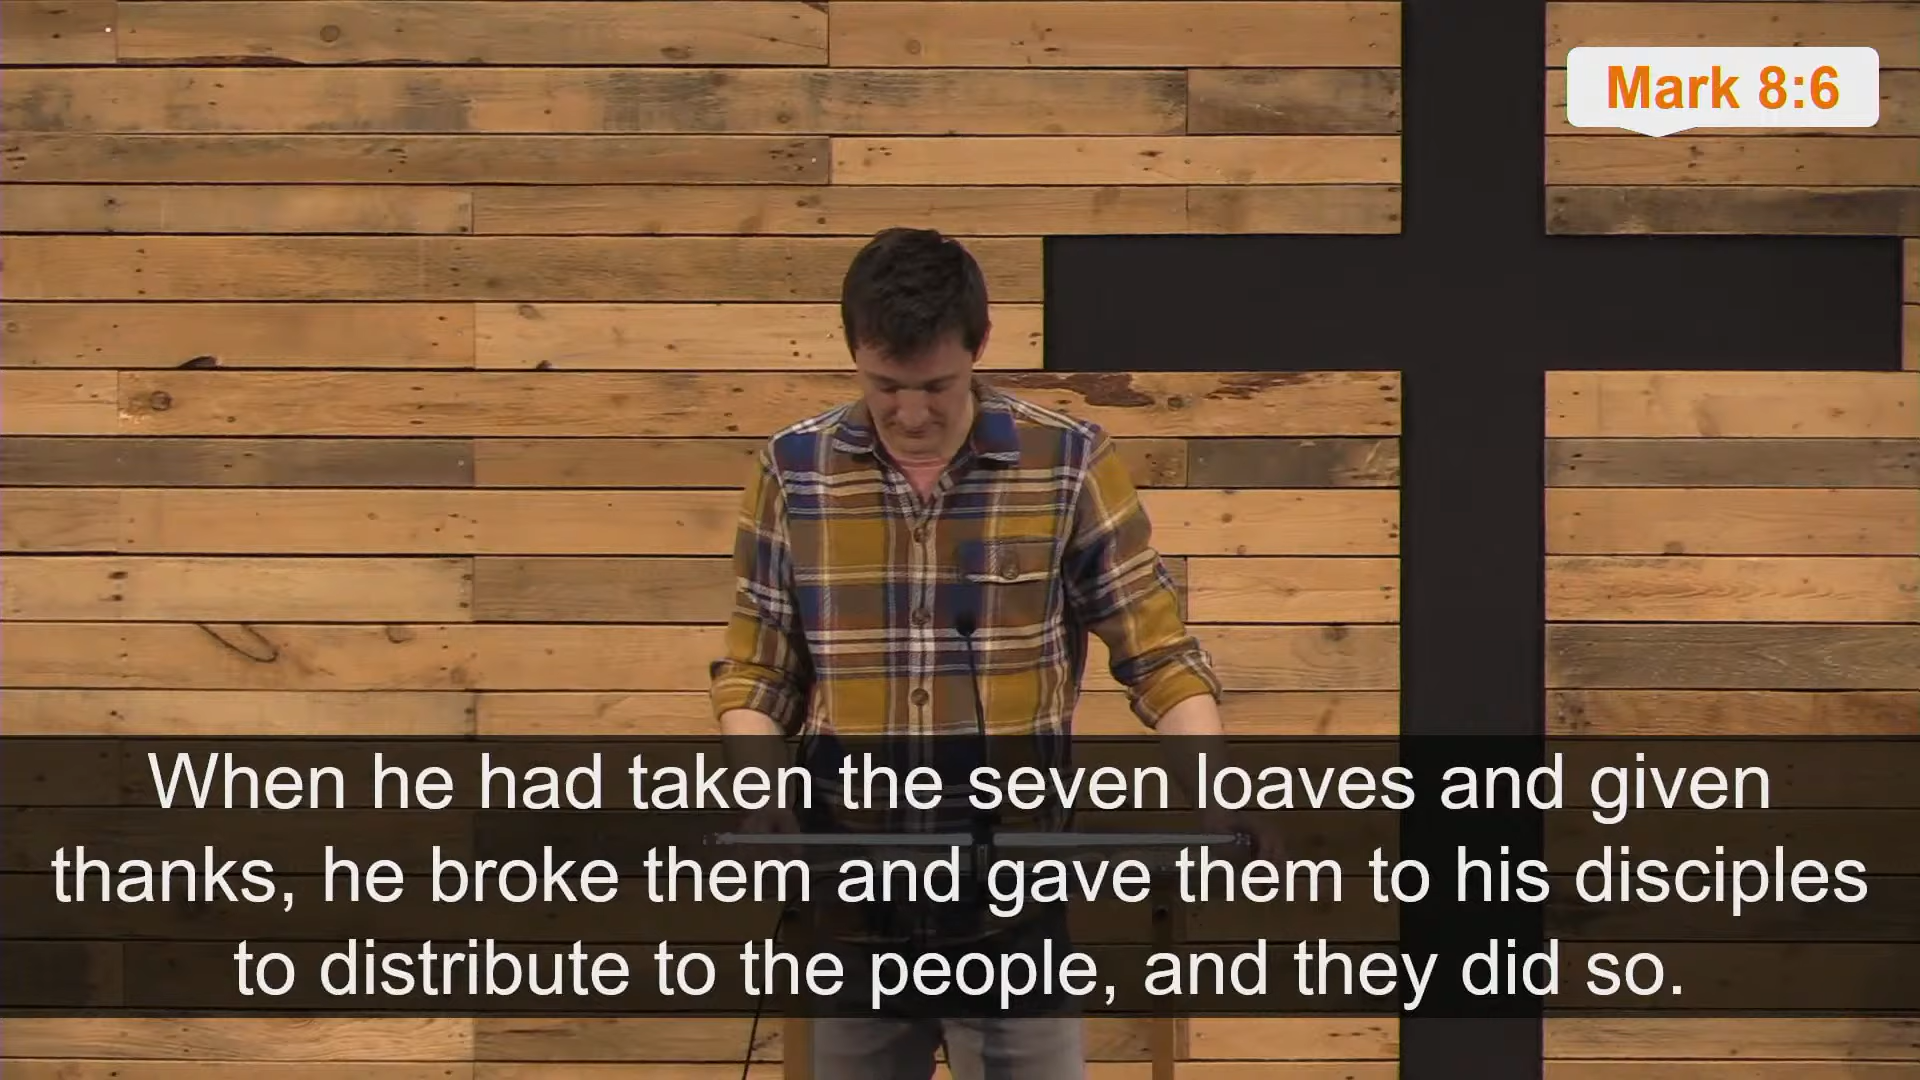 Mark 8:6
When he had taken the seven loaves and given
thanks, he broke them and gave them to his disciples
to distribute to the people, and they did so.